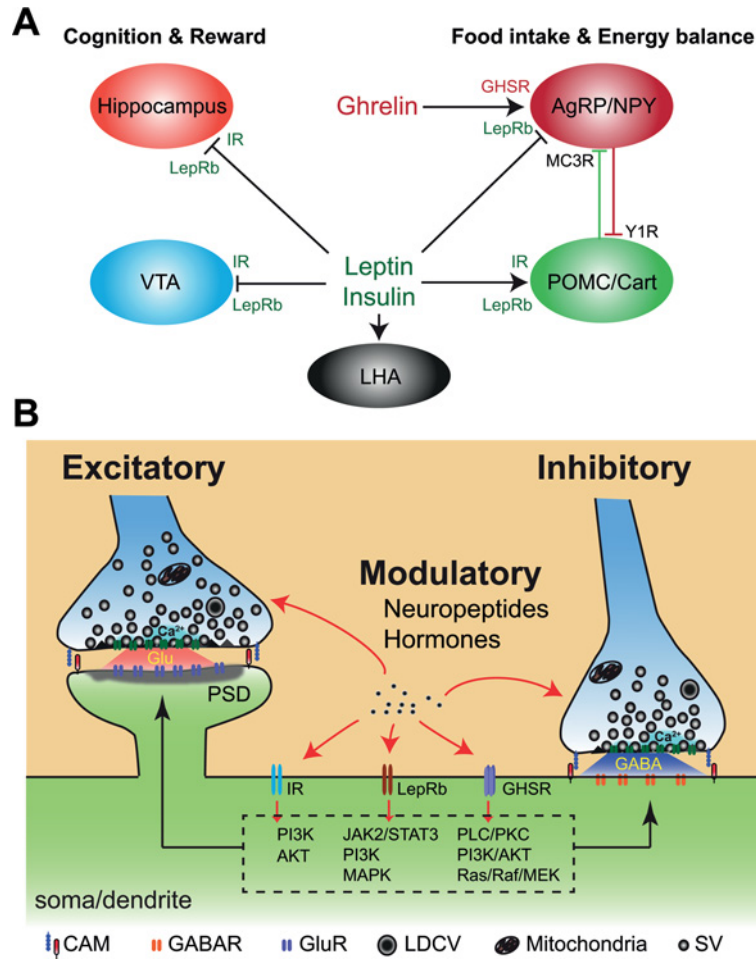 A
Cognition & Reward
Food intake & Energy balance
Hippocampus
IR
LepRb
Ghrelin
GHSR
LepRb
AgRP/NPY
MC3R
Y1R
VTA
IR
LepRb
Leptin
Insulin
IR
LepRb
POMC/Cart
LHA
B
Excitatory
Inhibitory
Modulatory
Neuropeptides
Hormones
Ca2+
Glu
PSD
Ca2+
GABA
IR
LepRb
GHSR
PI3K
AKT
JAK2/STAT3
PI3K
MAPK
PLC/PKC
PI3K/AKT
Ras/Raf/MEK
soma/dendrite
CAM GABAR GluR LDCV Mitochondria SV